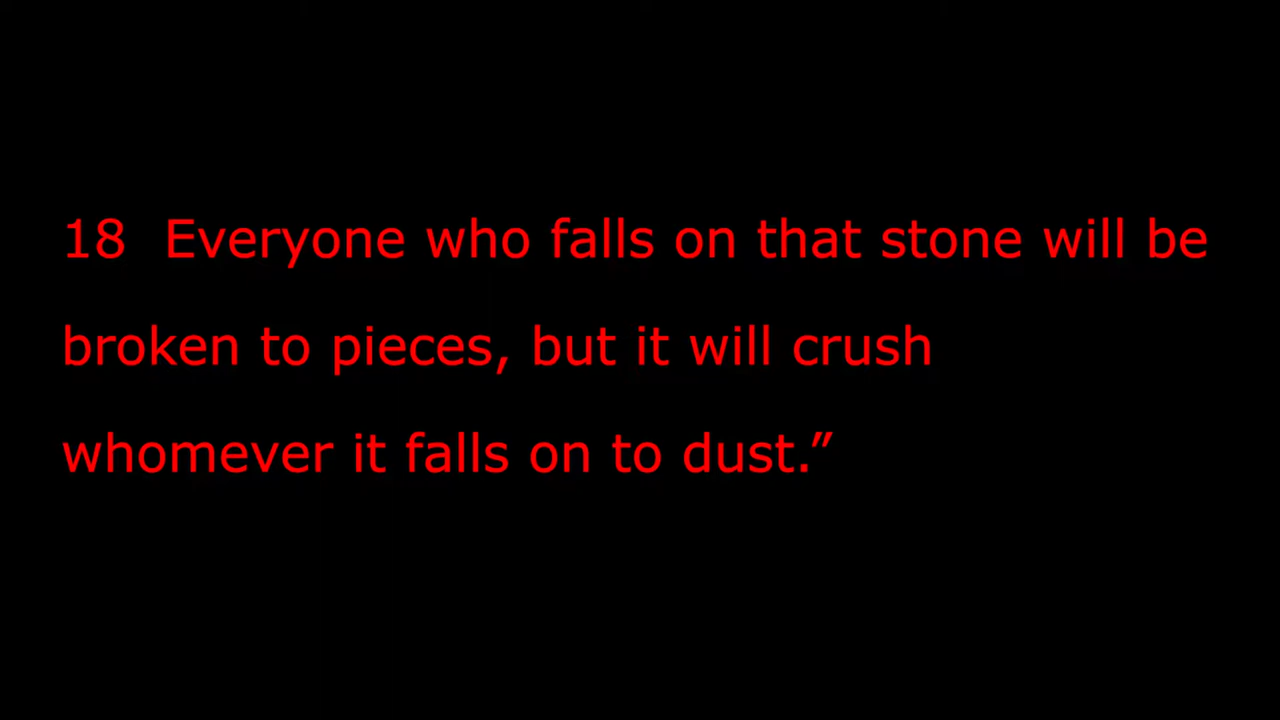 18  Everyone who falls on that stone will be
broken to pieces, but it will crush
whomever it falls on to dust.”